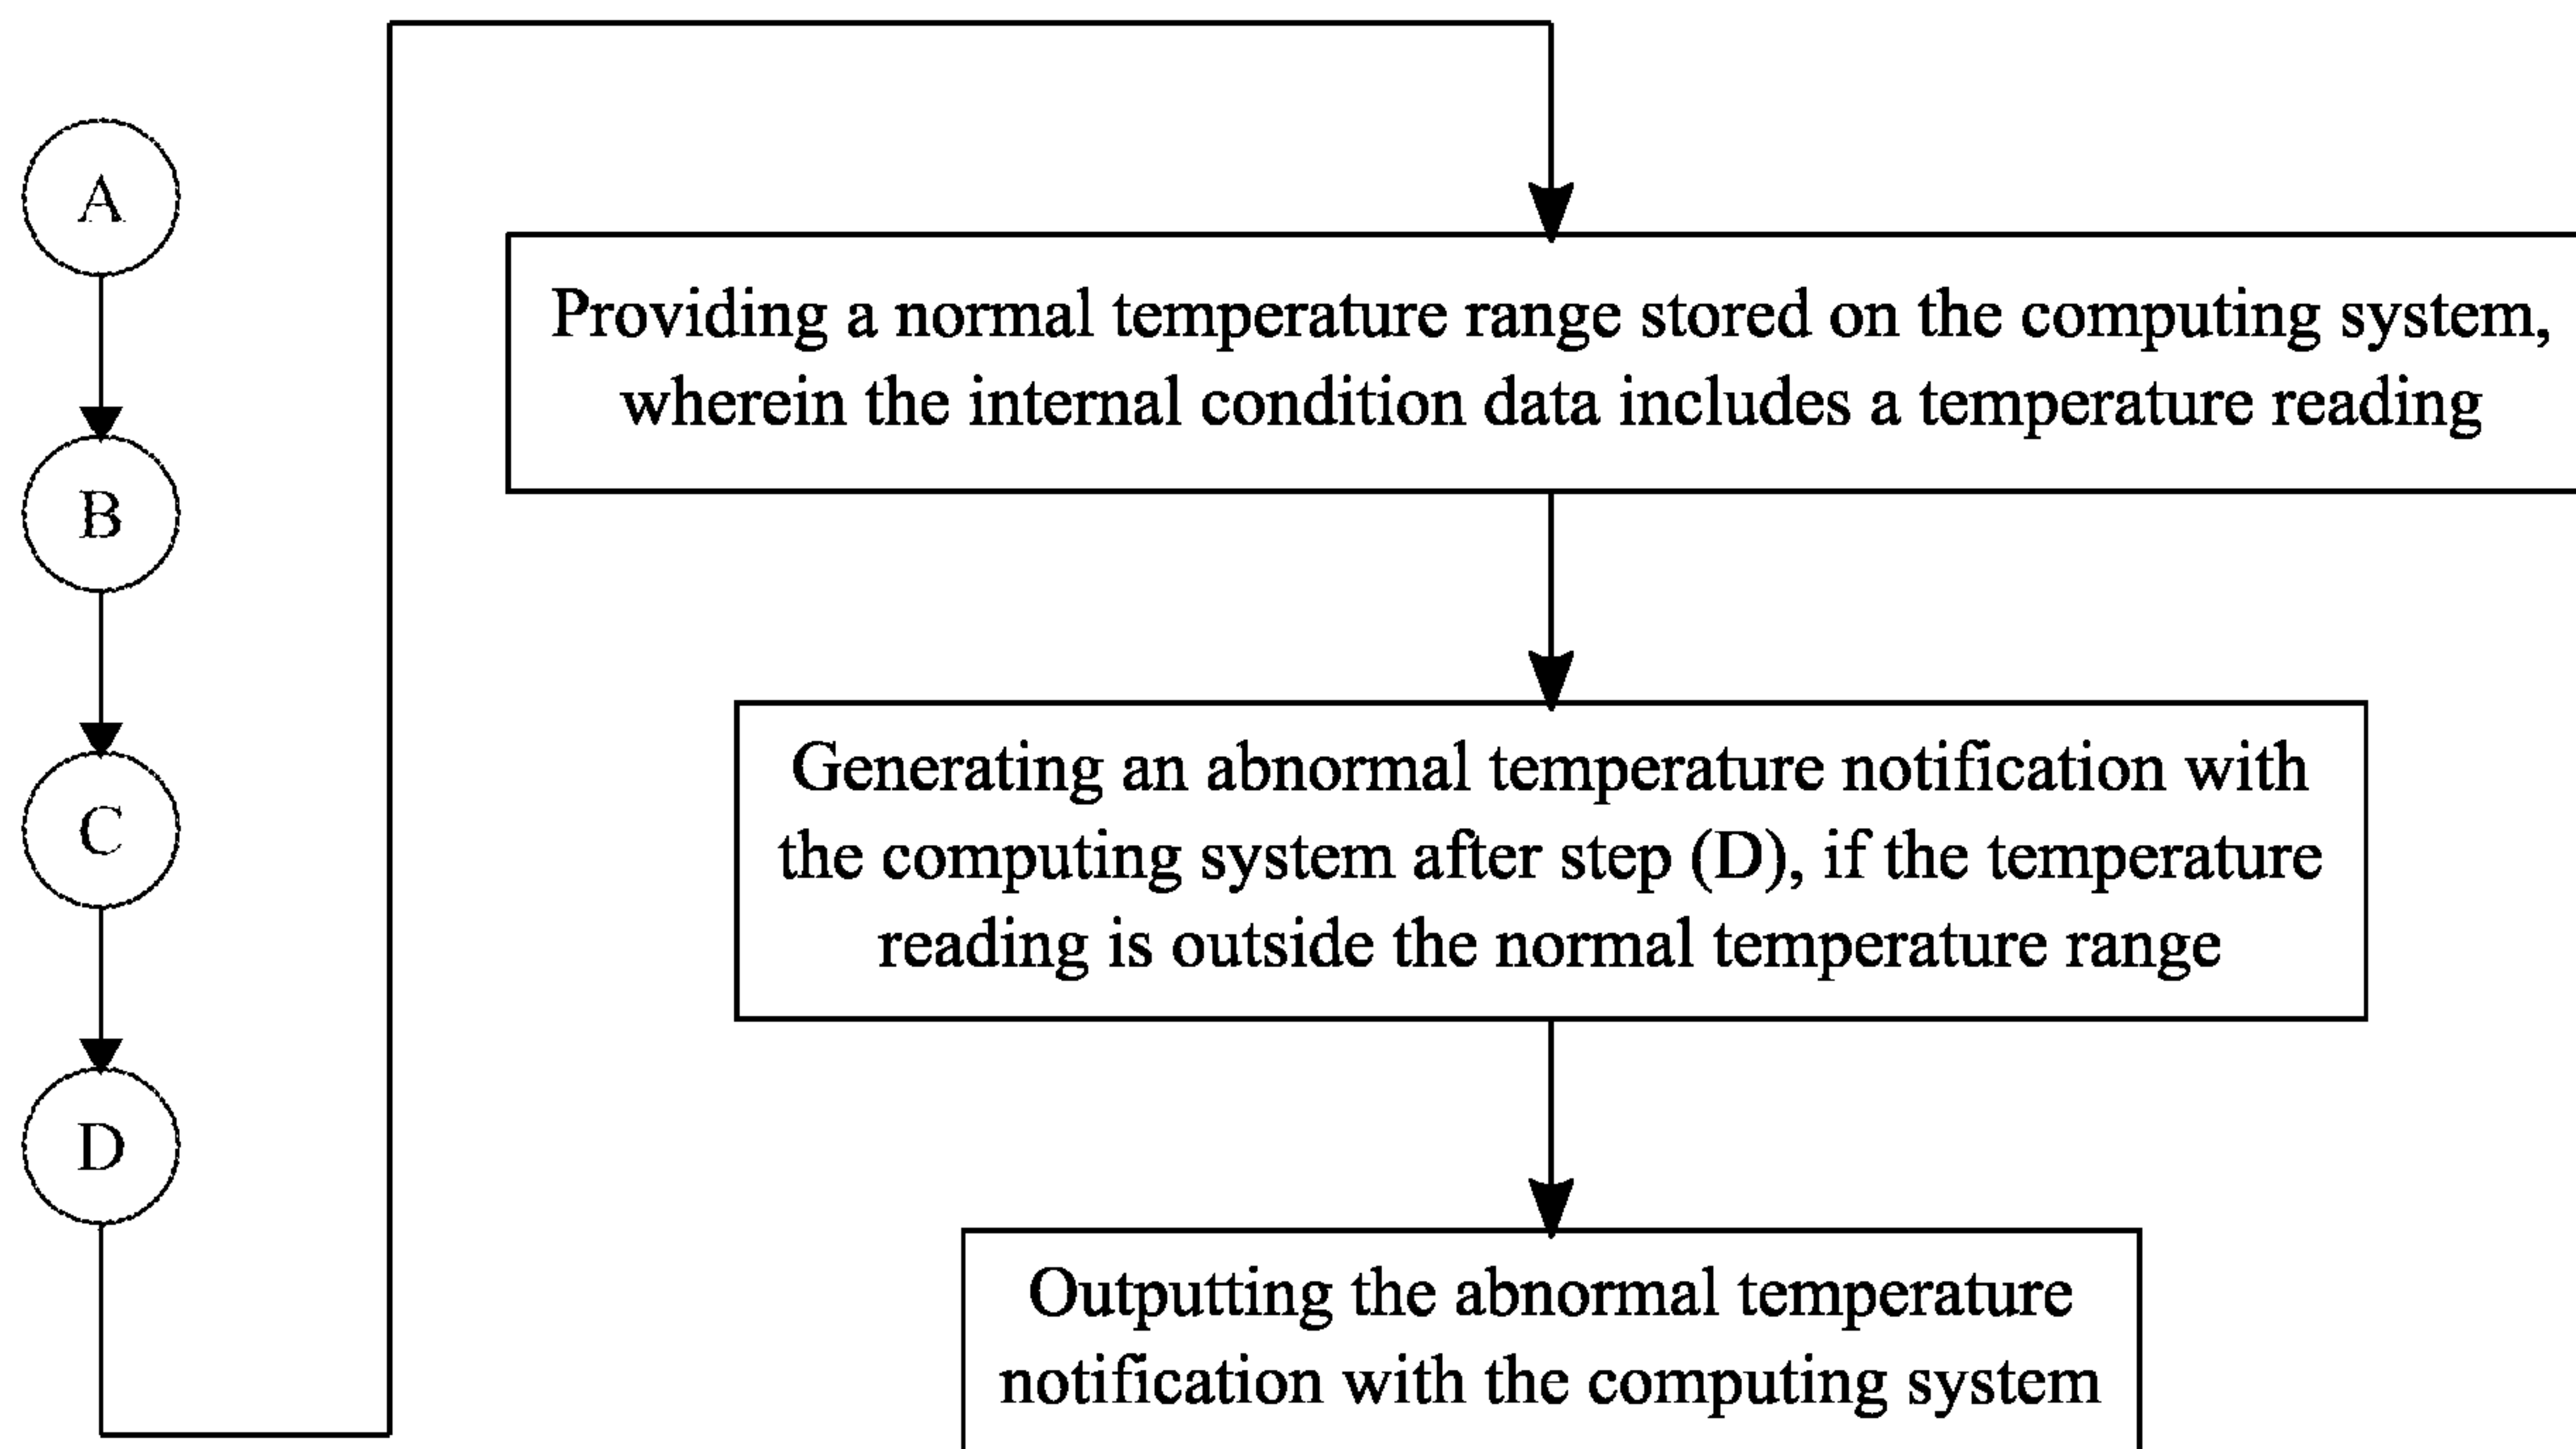 A
B
C
D
Providing a normal temperature range stored on the computing system,
wherein the internal condition data includes a temperature reading
Generating an abnormal temperature notification with
the computing system after step (D), if the temperature
reading is outside the normal temperature range
Outputting the abnormal temperature
notification with the computing system